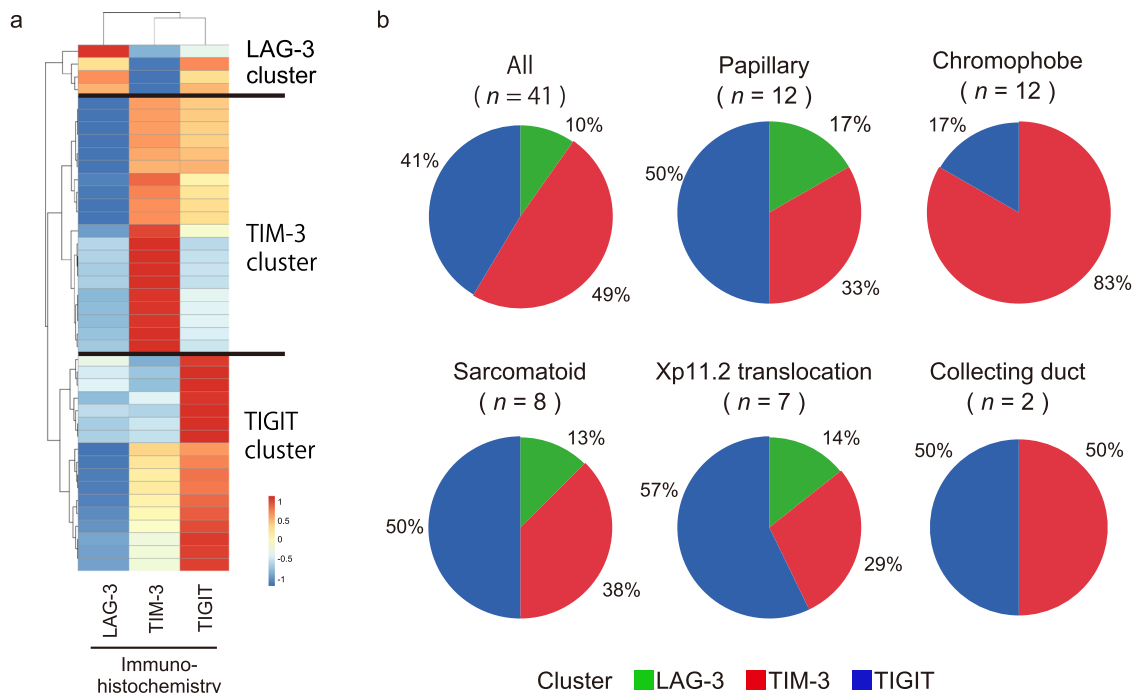 a
LAG-3
cluster
TIM-3
cluster
TIGIT
cluster
1
0.5
0
-0.5
-1
LAG-3
TIM-3
TIGIT
Immuno-
histochemistry
b
All
( n = 41 )
10%
41%
49%
Papillary
( n = 12 )
17%
50%
33%
Chromophobe
( n = 12 )
17%
83%
Sarcomatoid
( n = 8 )
13%
50%
38%
Xp11.2 translocation
( n = 7 )
14%
57%
29%
Collecting duct
( n = 2 )
50%
50%
Cluster LAG-3 TIM-3 TIGIT